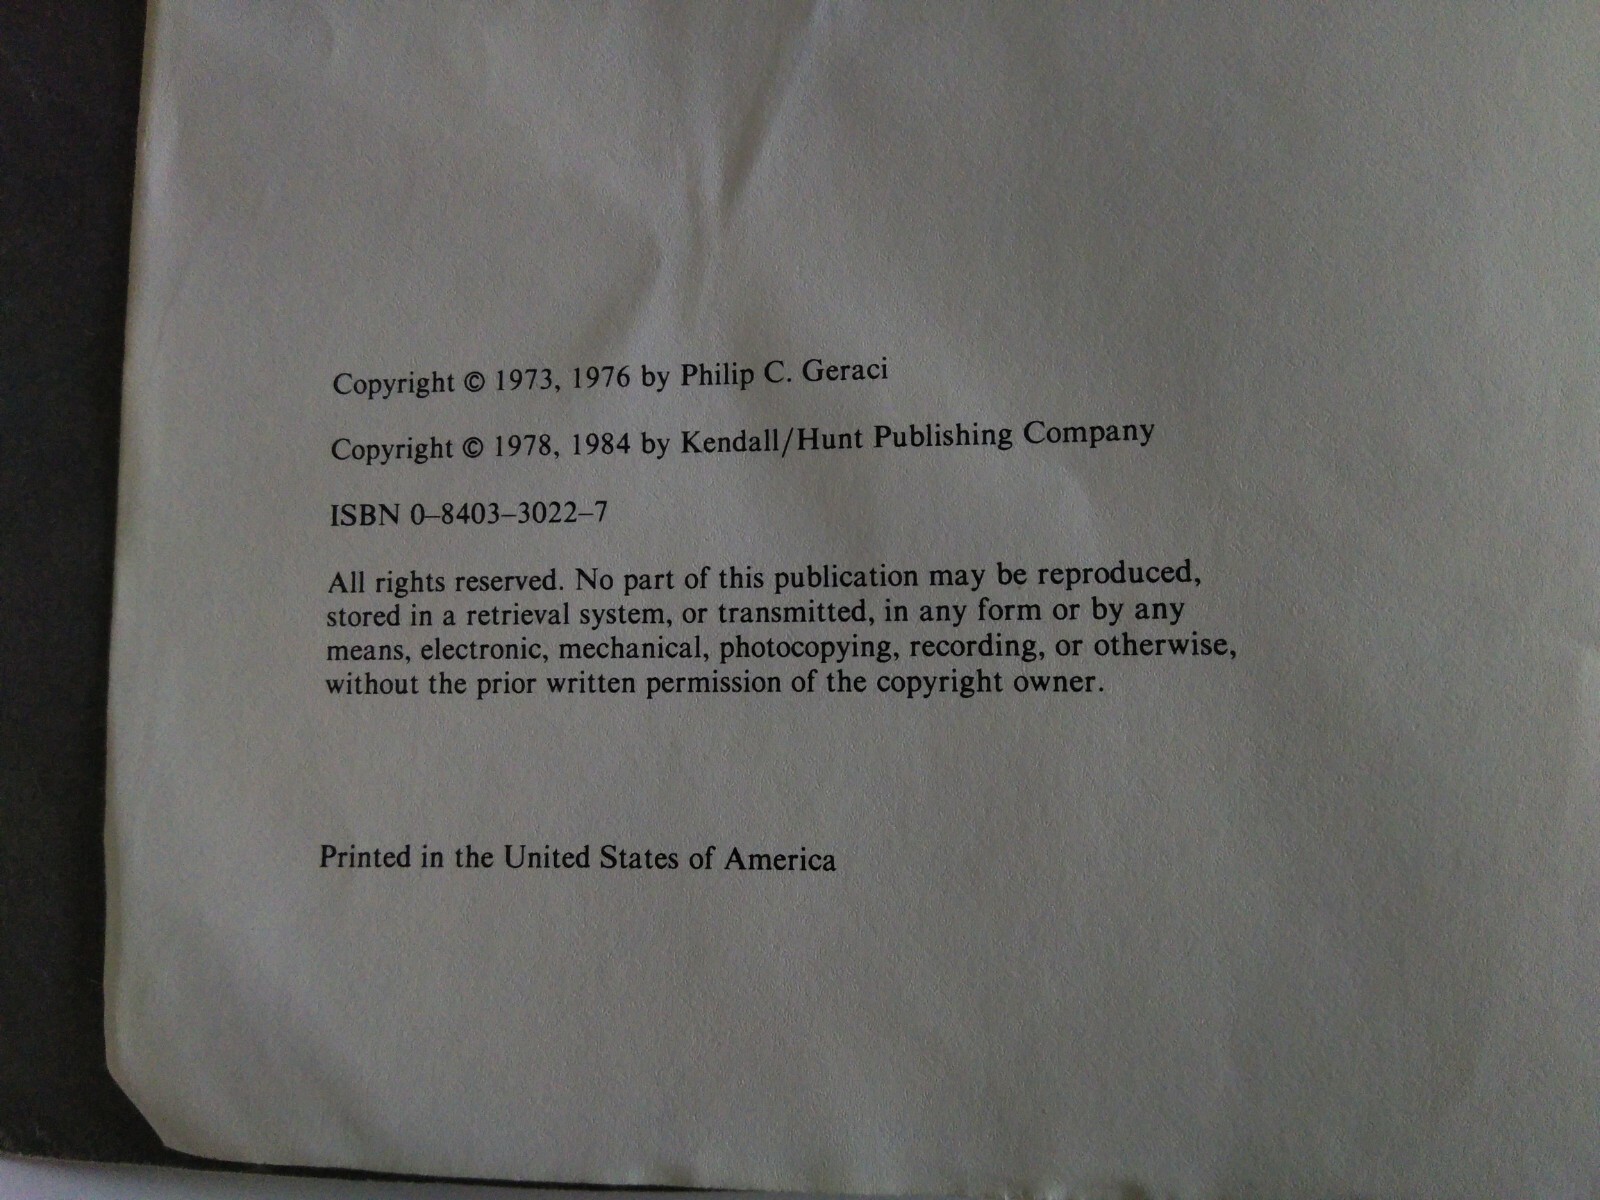 Copyright © 1973, 1976 by Philip C. Geraci
Copyright © 1978, 1984 by Kendall/Hunt Publishing Company
ISBN 0–8403–3022–7
All rights reserved. No part of this publication may be reproduced,
stored in a retrieval system, or transmitted, in any form or by any
means, electronic, mechanical, photocopying, recording, or otherwise,
without the prior written permission of the copyright owner.
Printed in the United States of America